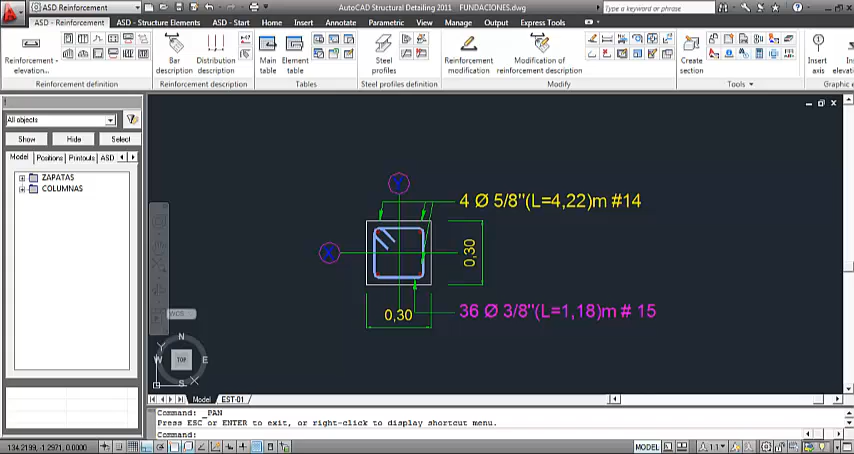 ASD Reinforcement
AutoCAD Structural Detailing 2011 FUNDACIONES.dwg
Type a keyword or phrase
ASD - Reinforcement ASD - Structure Elements ASD - Start Home Insert Annotate Parametric View Manage Output Express Tools
Reinforcement - elevation...
Bar description
Distribution description
Main table
Element table
Steel profiles
Reinforcement modification
Modification of reinforcement description
Create section
Insert axis
Reinforcement definition Reinforcement description Tables Steel profiles definition Modify Tools
All objects
Show Hide Select
Model Positions Printouts ASD
ZAPATAS
COLUMNAS
Y
4 Ø 5/8"(L=4,22)m #14
X
0,30
0,30
36 Ø 3/8"(L=1,18)m # 15
WCS
N
W TOP E
S
Y
X
Model EST-01
Command: _PAN
Press ESC or ENTER to exit, or right-click to display shortcut menu.
Command:
134.2199, -1.2971, 0.0000
MODEL
1:1